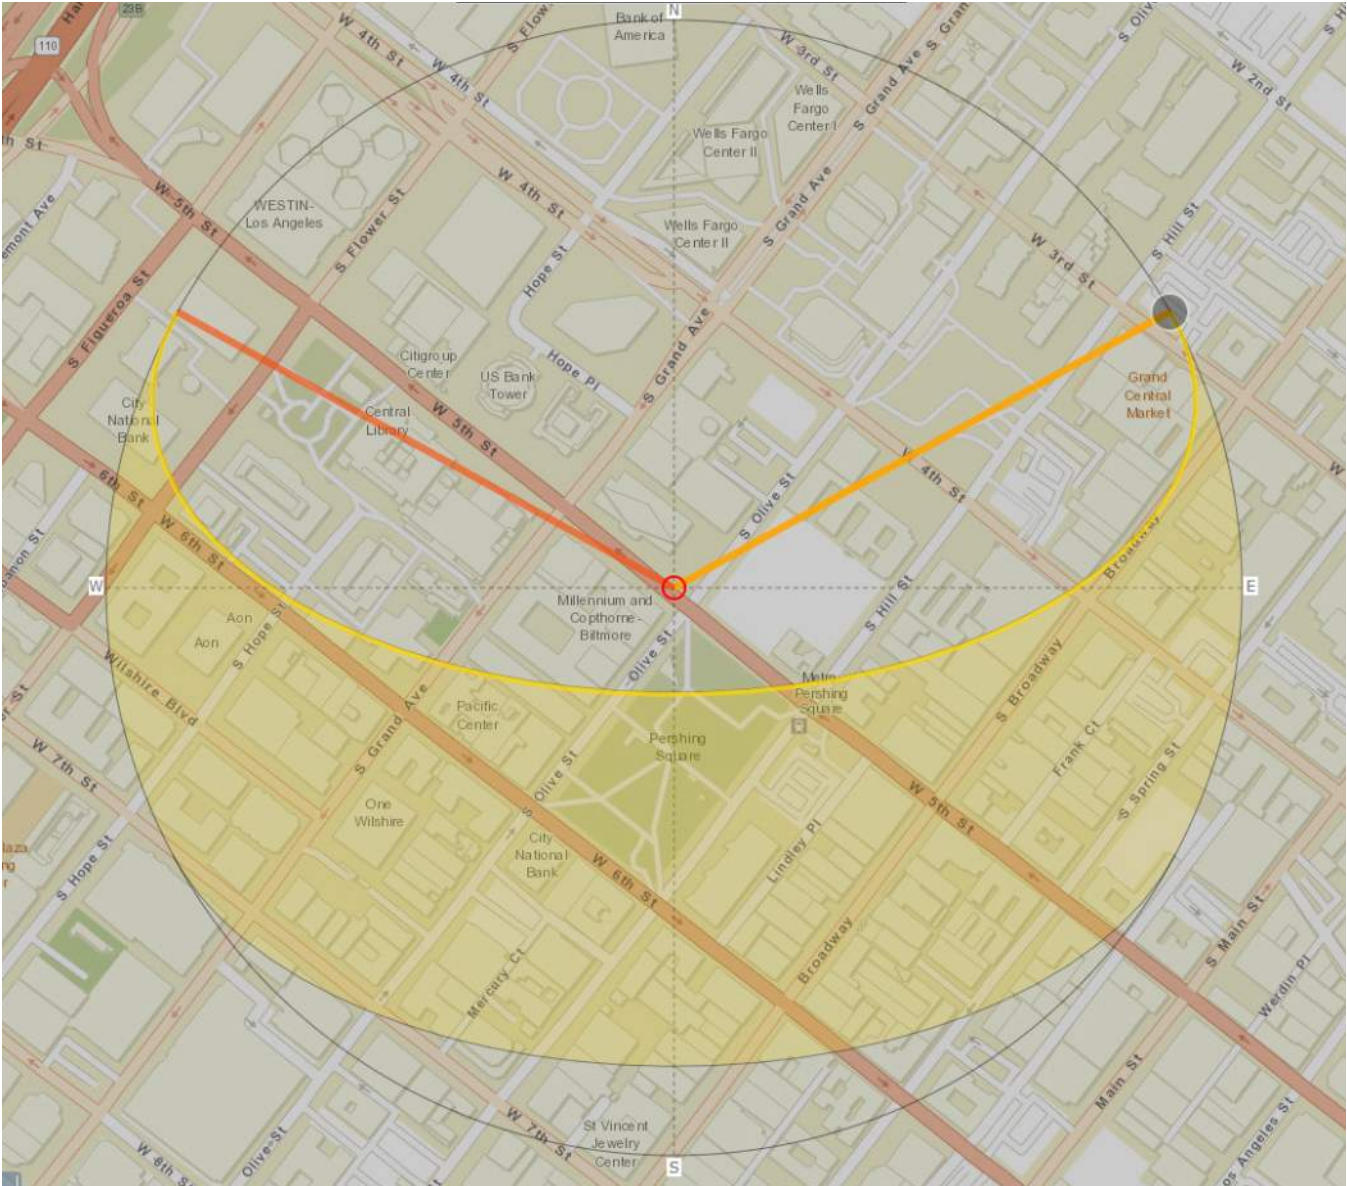 23B
110
N
Bank of
America
S Flow.
S Gran
S Oliv
W 4th St
W 4th St
W 3rd St
S Grand Ave
W 2nd St
Wells
Fargo
Center I
Wells Fargo
Center II
W 5th St
WESTIN-
Los Angeles
S Flower St
W 4th St
Wells Fargo
Center II
S Grand Ave
S Hill St
W 3rd St
Hope St
S Figueroa St
S Grand Ave
Hope Pl
Citigroup
Center
US Bank
Tower
Grand
Central
Market
City
National
Bank
Central
Library
W 5th St
4th St
6th St
S Olive St
W 6th St
Broadway
W
E
Millennium and
Copthorne -
Biltmore
S Hill St
Aon
Aon
S Hope St
Olive St
Wilshire Blvd
Metro
Pershing
Square
S Broadway
S Grand Ave
Pacific
Center
Pershing
Square
Frank Ct
W 7th St
S Olive St
S Spring St
W 5th St
One
Wilshire
City
National
Bank
Lindley Pl
S Hope St
W 6th St
S Main St
Broadway
Mercury Ct
Werdin Pl
Main St
W 7th St
St Vincent
Jewelry
Center
Olive St
W 8th S
os Angeles St
S